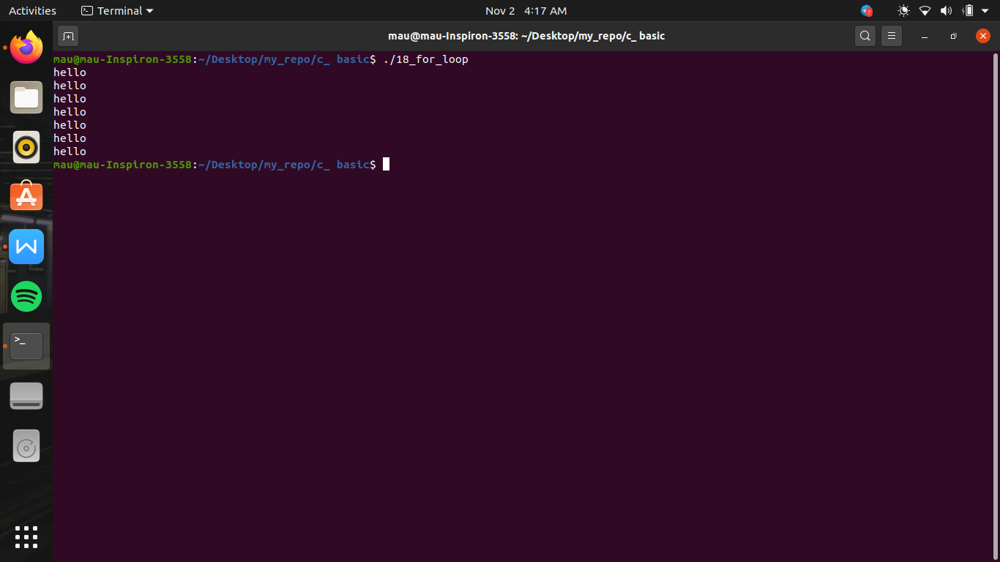 Activities Terminal Nov 2 4:17 AM 7
mau@mau-Inspiron-3558: ~/Desktop/my_repo/c_ basic
mau@mau-Inspiron-3558:~/Desktop/my_repo/c_ basic$ ./18_for_loop
hello
hello
hello
hello
hello
hello
hello
mau@mau-Inspiron-3558:~/Desktop/my_repo/c_ basic$
>_